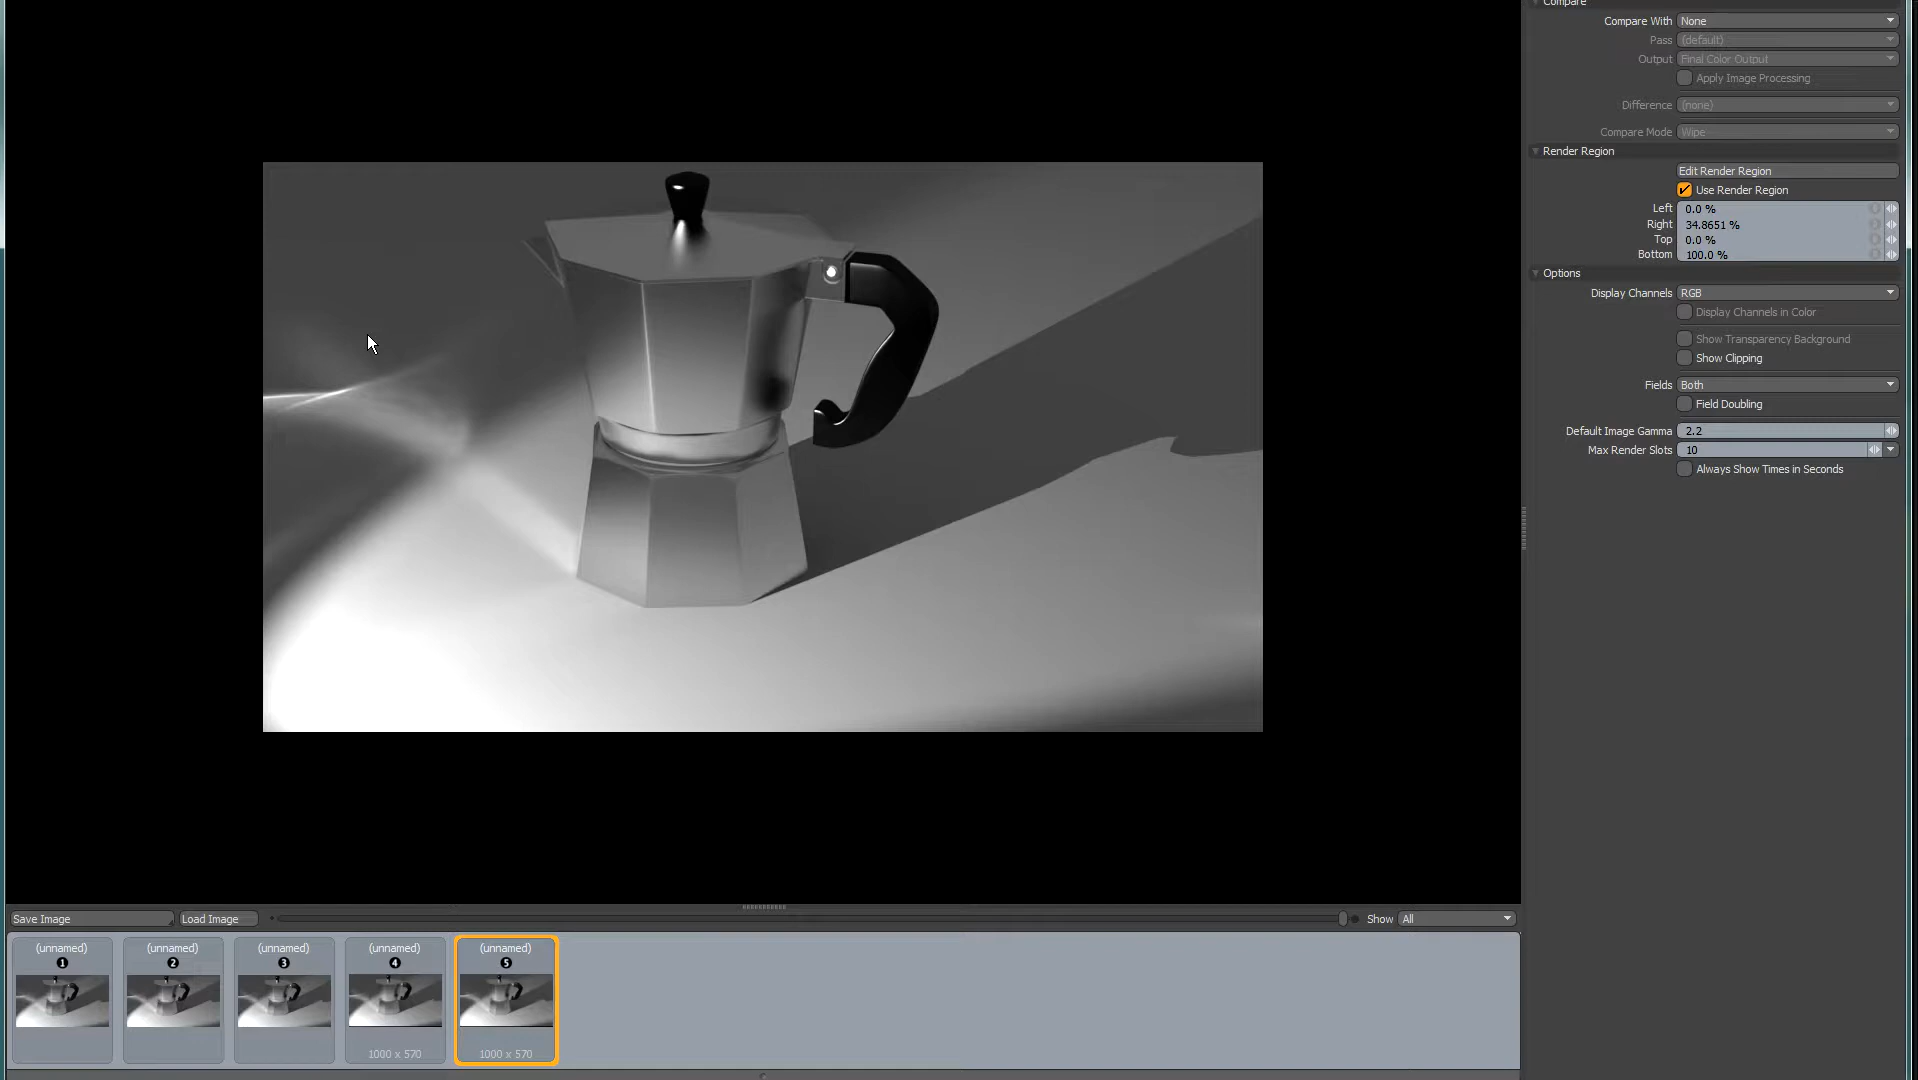 Compare
Compare With None
Pass (default)
Output Final Color Output
Apply Image Processing
Difference (none)
Compare Mode Wipe
Render Region
Edit Render Region
Use Render Region
Left 0.0 %
Right 34.8651 %
Top 0.0 %
Bottom 100.0 %
Options
Display Channels RGB
Display Channels in Color
Show Transparency Background
Show Clipping
Fields Both
Field Doubling
Default Image Gamma 2.2
Max Render Slots 10
Always Show Times in Seconds
Save Image Load Image Show All
(unnamed) (unnamed) (unnamed) (unnamed) (unnamed)
1 2 3 4 5
1000 x 570 1000 x 570